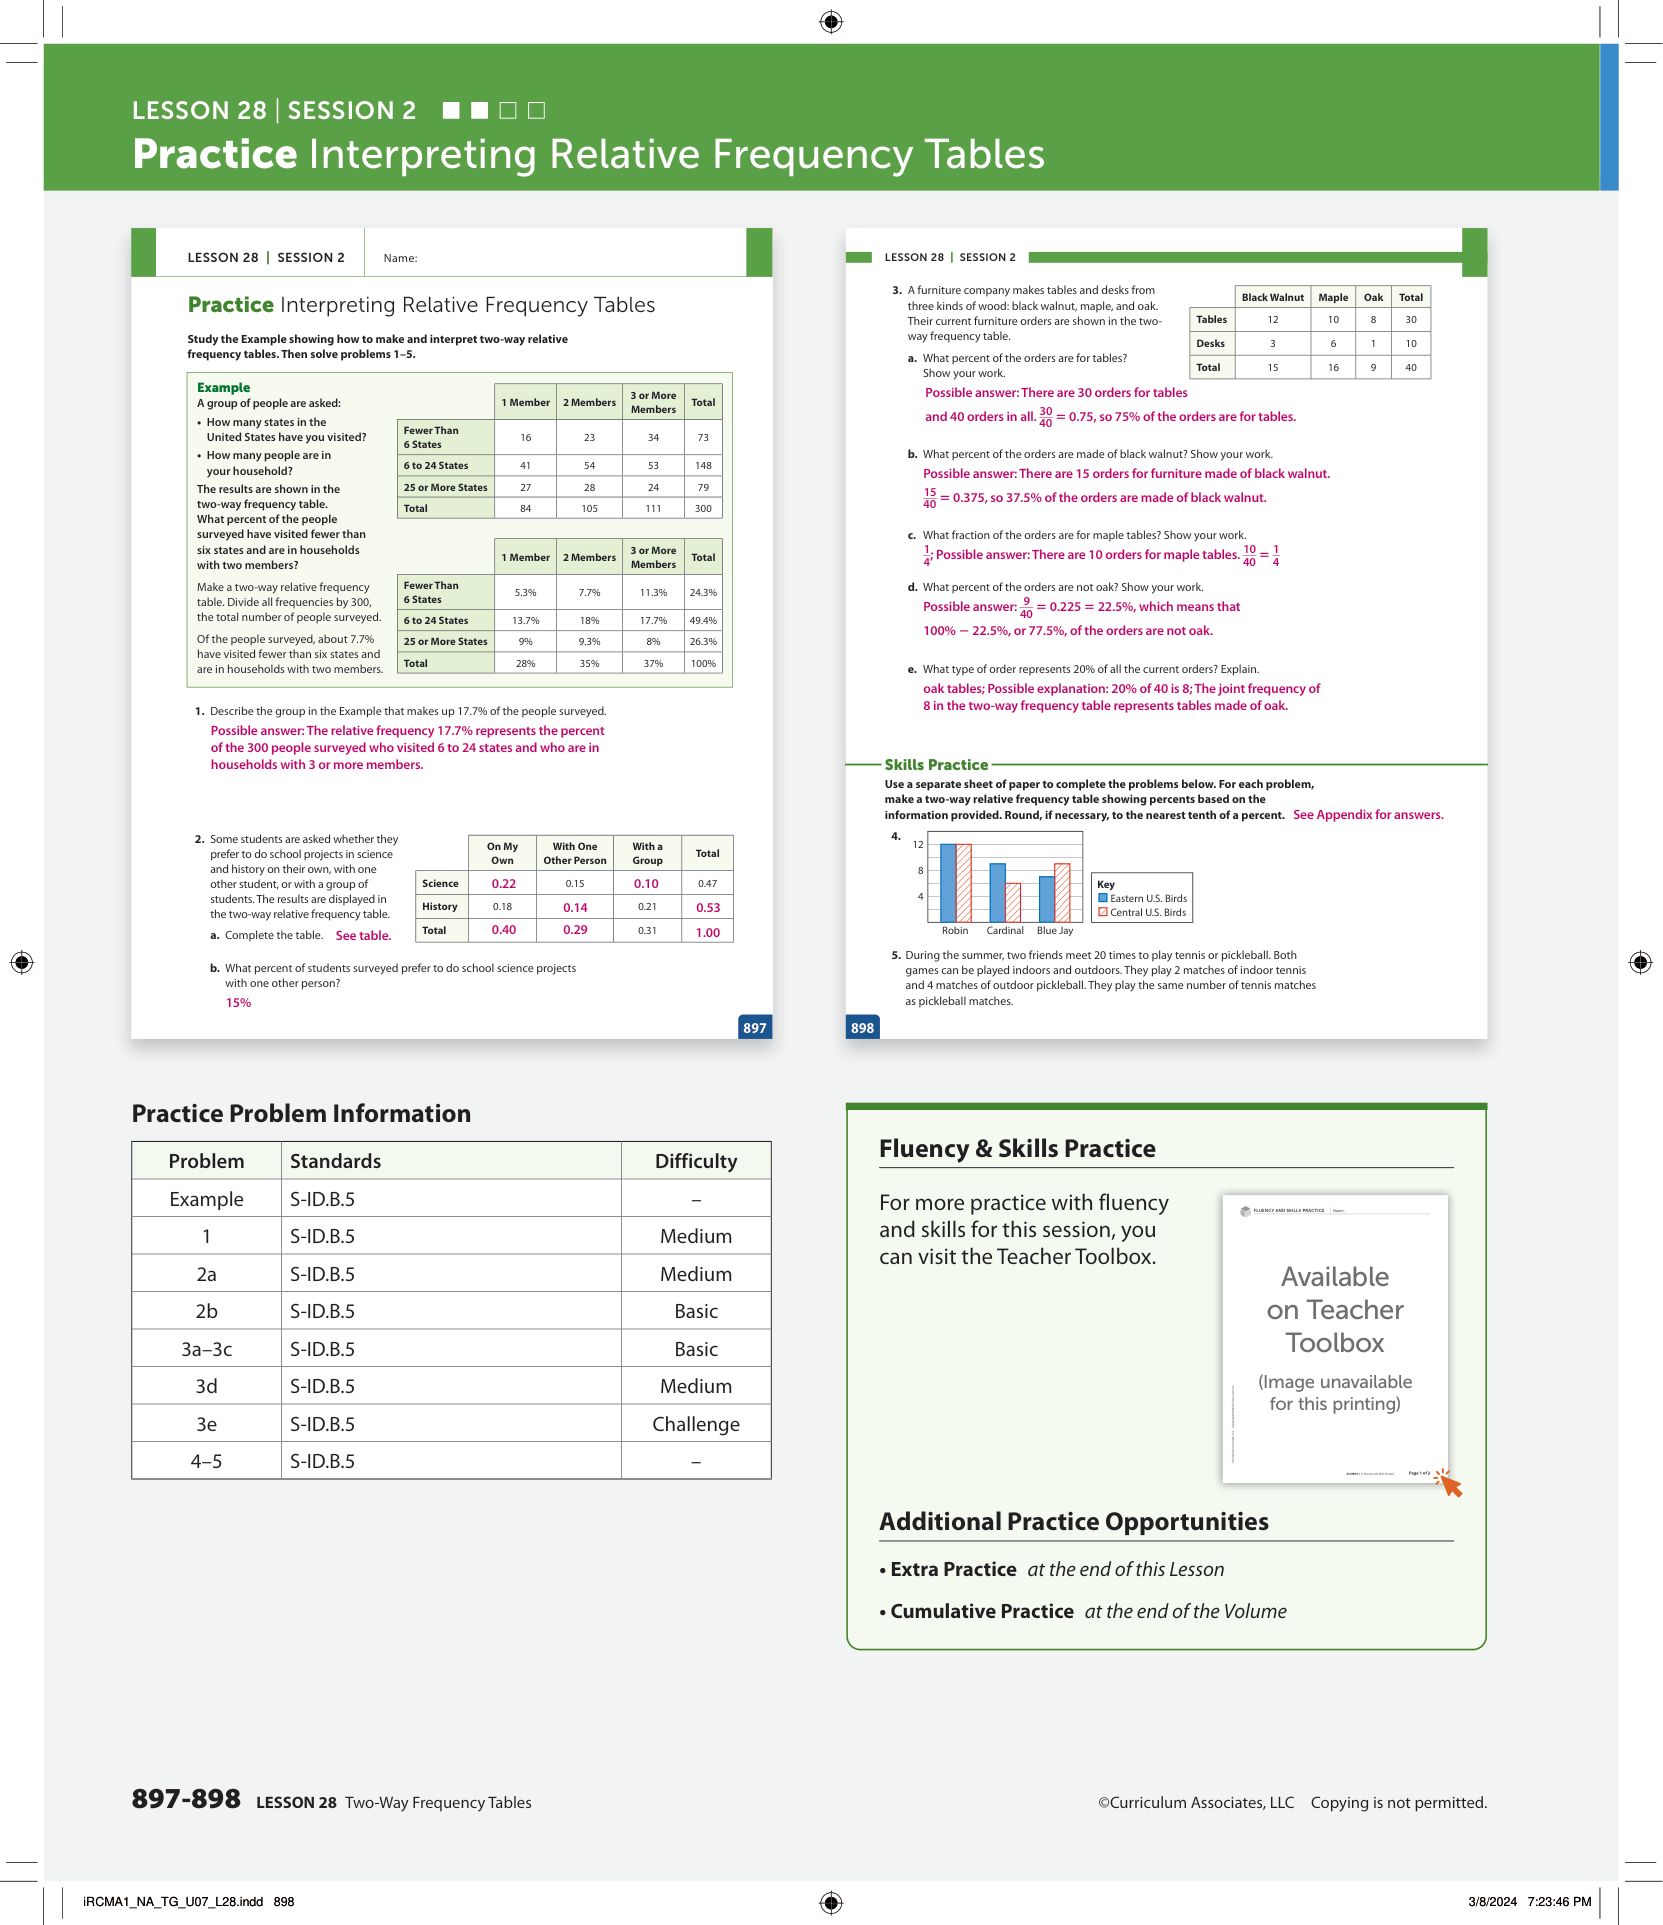 LESSON 28 | SESSION 2
Practice Interpreting Relative Frequency Tables
LESSON 28 | SESSION 2
Name:
Practice Interpreting Relative Frequency Tables
Study the Example showing how to make and interpret two-way relative
frequency tables. Then solve problems 1–5.
Example
A group of people are asked:
• How many states in the
United States have you visited?
• How many people are in
your household?
The results are shown in the
two-way frequency table.
What percent of the people
surveyed have visited fewer than
six states and are in households
with two members?
Make a two-way relative frequency
table. Divide all frequencies by 300,
the total number of people surveyed.
Of the people surveyed, about 7.7%
have visited fewer than six states and
are in households with two members.
1 Member 2 Members 3 or More Members Total
Fewer Than 6 States 16 23 34 73
6 to 24 States 41 54 53 148
25 or More States 27 28 24 79
Total 84 105 111 300
1 Member 2 Members 3 or More Members Total
Fewer Than 6 States 5.3% 7.7% 11.3% 24.3%
6 to 24 States 13.7% 18% 17.7% 49.4%
25 or More States 9% 9.3% 8% 26.3%
Total 28% 35% 37% 100%
1. Describe the group in the Example that makes up 17.7% of the people surveyed.
Possible answer: The relative frequency 17.7% represents the percent
of the 300 people surveyed who visited 6 to 24 states and who are in
households with 3 or more members.
2. Some students are asked whether they
prefer to do school projects in science
and history on their own, with one
other student, or with a group of
students. The results are displayed in
the two-way relative frequency table.
a. Complete the table. See table.
On My Own With One Other Person With a Group Total
Science 0.22 0.15 0.10 0.47
History 0.18 0.14 0.21 0.53
Total 0.40 0.29 0.31 1.00
b. What percent of students surveyed prefer to do school science projects
with one other person?
15%
897
LESSON 28 | SESSION 2
3. A furniture company makes tables and desks from
three kinds of wood: black walnut, maple, and oak.
Their current furniture orders are shown in the two-
way frequency table.
Black Walnut Maple Oak Total
Tables 12 10 8 30
Desks 3 6 1 10
Total 15 16 9 40
a. What percent of the orders are for tables?
Show your work.
Possible answer: There are 30 orders for tables
and 40 orders in all. 30/40 = 0.75, so 75% of the orders are for tables.
b. What percent of the orders are made of black walnut? Show your work.
Possible answer: There are 15 orders for furniture made of black walnut.
15/40 = 0.375, so 37.5% of the orders are made of black walnut.
c. What fraction of the orders are for maple tables? Show your work.
1/4; Possible answer: There are 10 orders for maple tables. 10/40 = 1/4
d. What percent of the orders are not oak? Show your work.
Possible answer: 9/40 = 0.225 = 22.5%, which means that
100% − 22.5%, or 77.5%, of the orders are not oak.
e. What type of order represents 20% of all the current orders? Explain.
oak tables; Possible explanation: 20% of 40 is 8; The joint frequency of
8 in the two-way frequency table represents tables made of oak.
Skills Practice
Use a separate sheet of paper to complete the problems below. For each problem,
make a two-way relative frequency table showing percents based on the
information provided. Round, if necessary, to the nearest tenth of a percent. See Appendix for answers.
4.
12
8
4
Robin Cardinal Blue Jay
Key
Eastern U.S. Birds
Central U.S. Birds
5. During the summer, two friends meet 20 times to play tennis or pickleball. Both
games can be played indoors and outdoors. They play 2 matches of indoor tennis
and 4 matches of outdoor pickleball. They play the same number of tennis matches
as pickleball matches.
898
Practice Problem Information
Problem Standards Difficulty
Example S-ID.B.5 –
1 S-ID.B.5 Medium
2a S-ID.B.5 Medium
2b S-ID.B.5 Basic
3a–3c S-ID.B.5 Basic
3d S-ID.B.5 Medium
3e S-ID.B.5 Challenge
4–5 S-ID.B.5 –
Fluency & Skills Practice
For more practice with fluency
and skills for this session, you
can visit the Teacher Toolbox.
FLUENCY AND SKILLS PRACTICE Name:
Available
on Teacher
Toolbox
(Image unavailable
for this printing)
Page 1 of 2
Additional Practice Opportunities
• Extra Practice at the end of this Lesson
• Cumulative Practice at the end of the Volume
897-898 LESSON 28 Two-Way Frequency Tables
©Curriculum Associates, LLC Copying is not permitted.
iRCMA1_NA_TG_U07_L28.indd 898
3/8/2024 7:23:46 PM